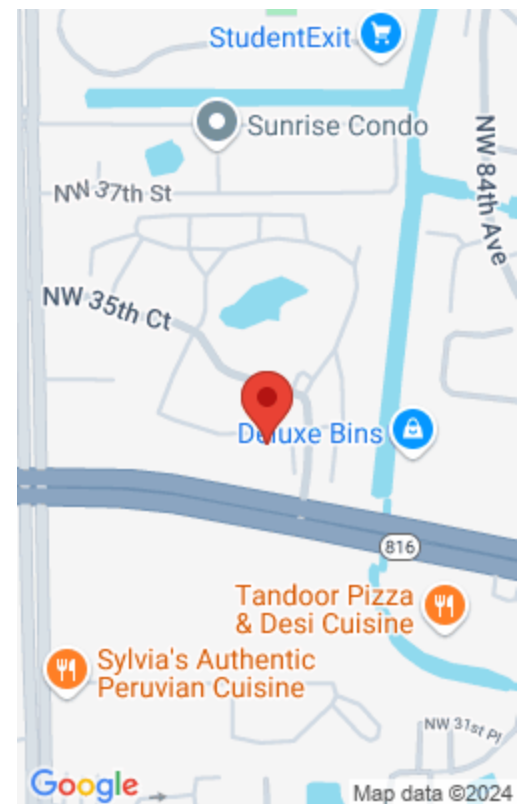 StudentExit
Sunrise Condo
NW 84th Ave
NW 37th St
NW 35th Ct
Deluxe Bins
816
Tandoor Pizza
& Desi Cuisine
Sylvia's Authentic
Peruvian Cuisine
NW 31st Pl
Google
Map data ©2024